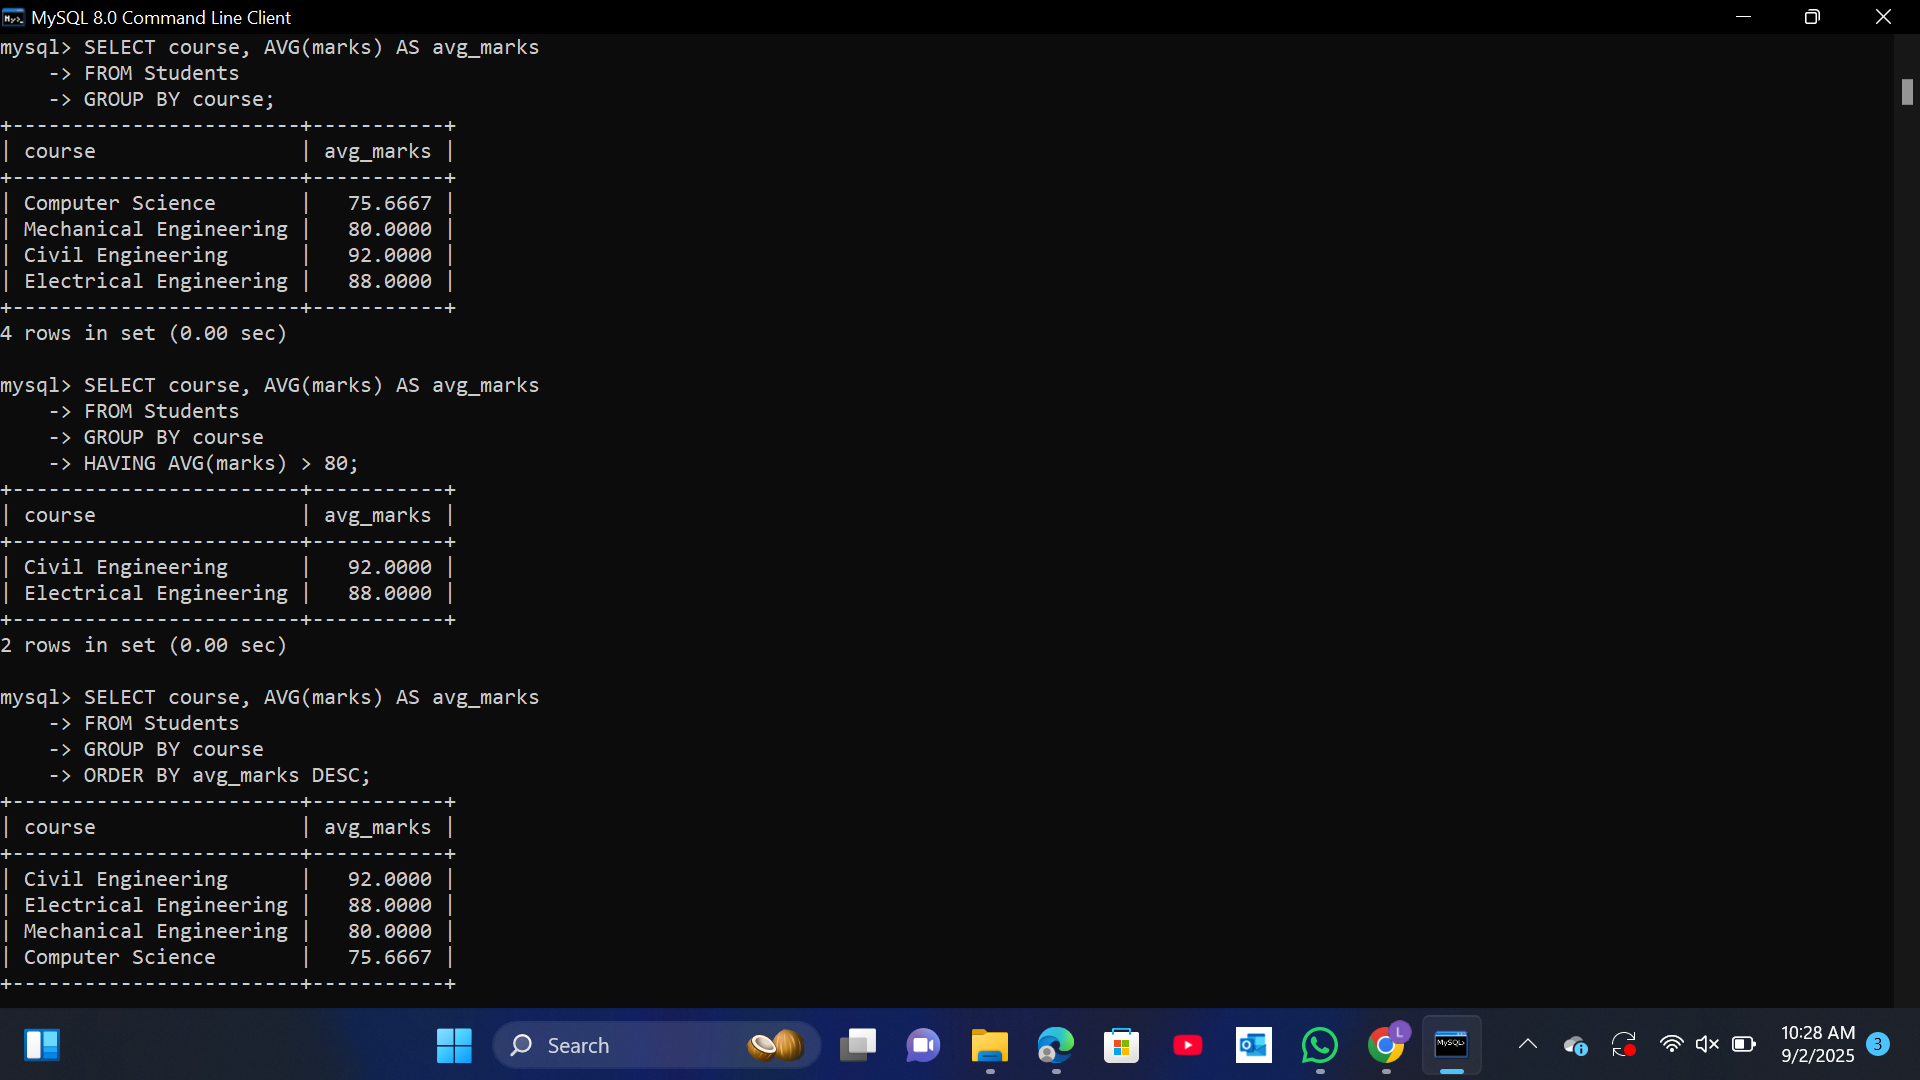 MySQL 8.0 Command Line Client
mysql> SELECT course, AVG(marks) AS avg_marks
    -> FROM Students
    -> GROUP BY course;
+------------------------+-----------+
| course                 | avg_marks |
+------------------------+-----------+
| Computer Science       |   75.6667 |
| Mechanical Engineering |   80.0000 |
| Civil Engineering      |   92.0000 |
| Electrical Engineering |   88.0000 |
+------------------------+-----------+
4 rows in set (0.00 sec)
mysql> SELECT course, AVG(marks) AS avg_marks
    -> FROM Students
    -> GROUP BY course
    -> HAVING AVG(marks) > 80;
+------------------------+-----------+
| course                 | avg_marks |
+------------------------+-----------+
| Civil Engineering      |   92.0000 |
| Electrical Engineering |   88.0000 |
+------------------------+-----------+
2 rows in set (0.00 sec)
mysql> SELECT course, AVG(marks) AS avg_marks
    -> FROM Students
    -> GROUP BY course
    -> ORDER BY avg_marks DESC;
+------------------------+-----------+
| course                 | avg_marks |
+------------------------+-----------+
| Civil Engineering      |   92.0000 |
| Electrical Engineering |   88.0000 |
| Mechanical Engineering |   80.0000 |
| Computer Science       |   75.6667 |
+------------------------+-----------+
Search
L
MySQL>
10:28 AM
9/2/2025
3